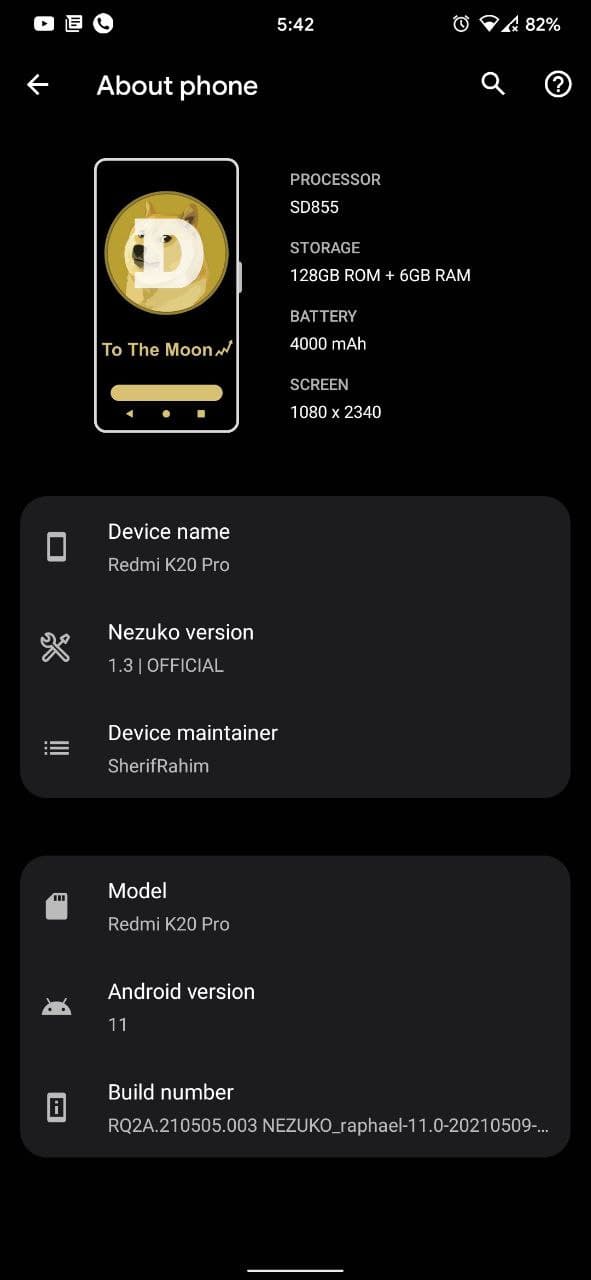 5:42
82%
About phone
D
To The Moon
PROCESSOR
SD855
STORAGE
128GB ROM + 6GB RAM
BATTERY
4000 mAh
SCREEN
1080 x 2340
Device name
Redmi K20 Pro
Nezuko version
1.3 | OFFICIAL
Device maintainer
SherifRahim
Model
Redmi K20 Pro
Android version
11
Build number
RQ2A.210505.003 NEZUKO_raphael-11.0-20210509-...